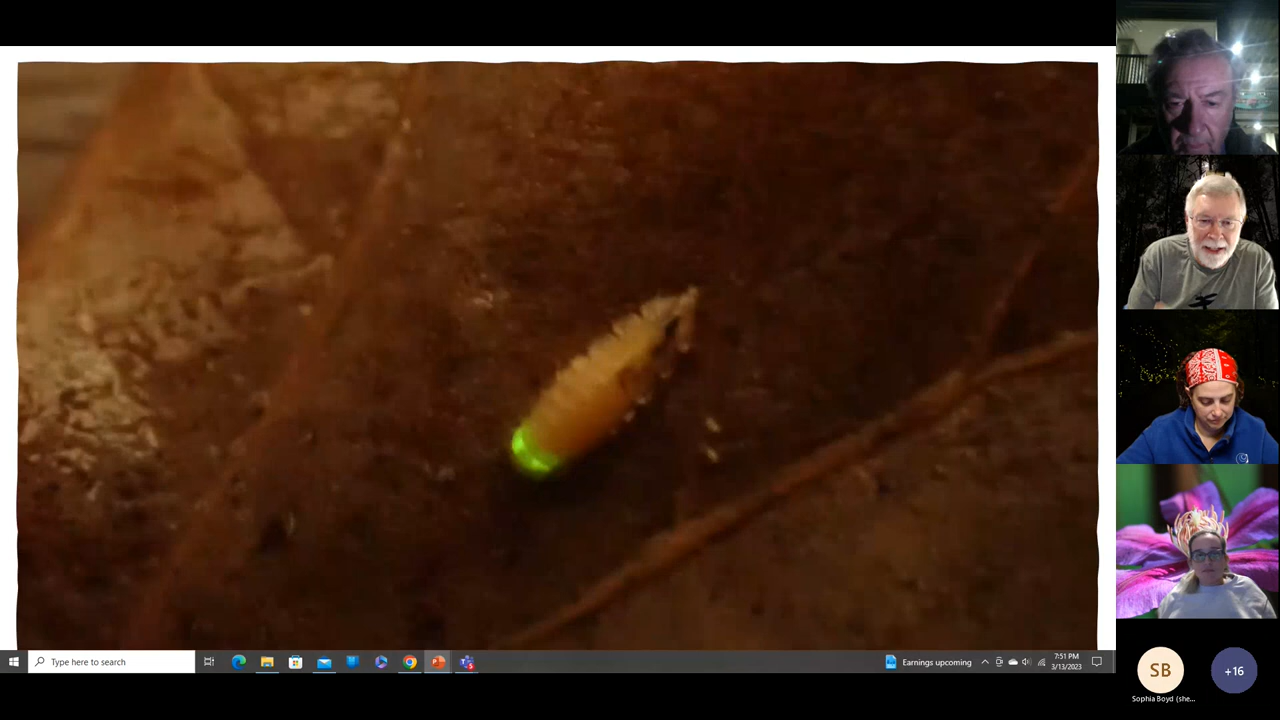 Type here to search
Earnings upcoming
7:51 PM
3/13/2023
SB
+16
Sophia Boyd (she...